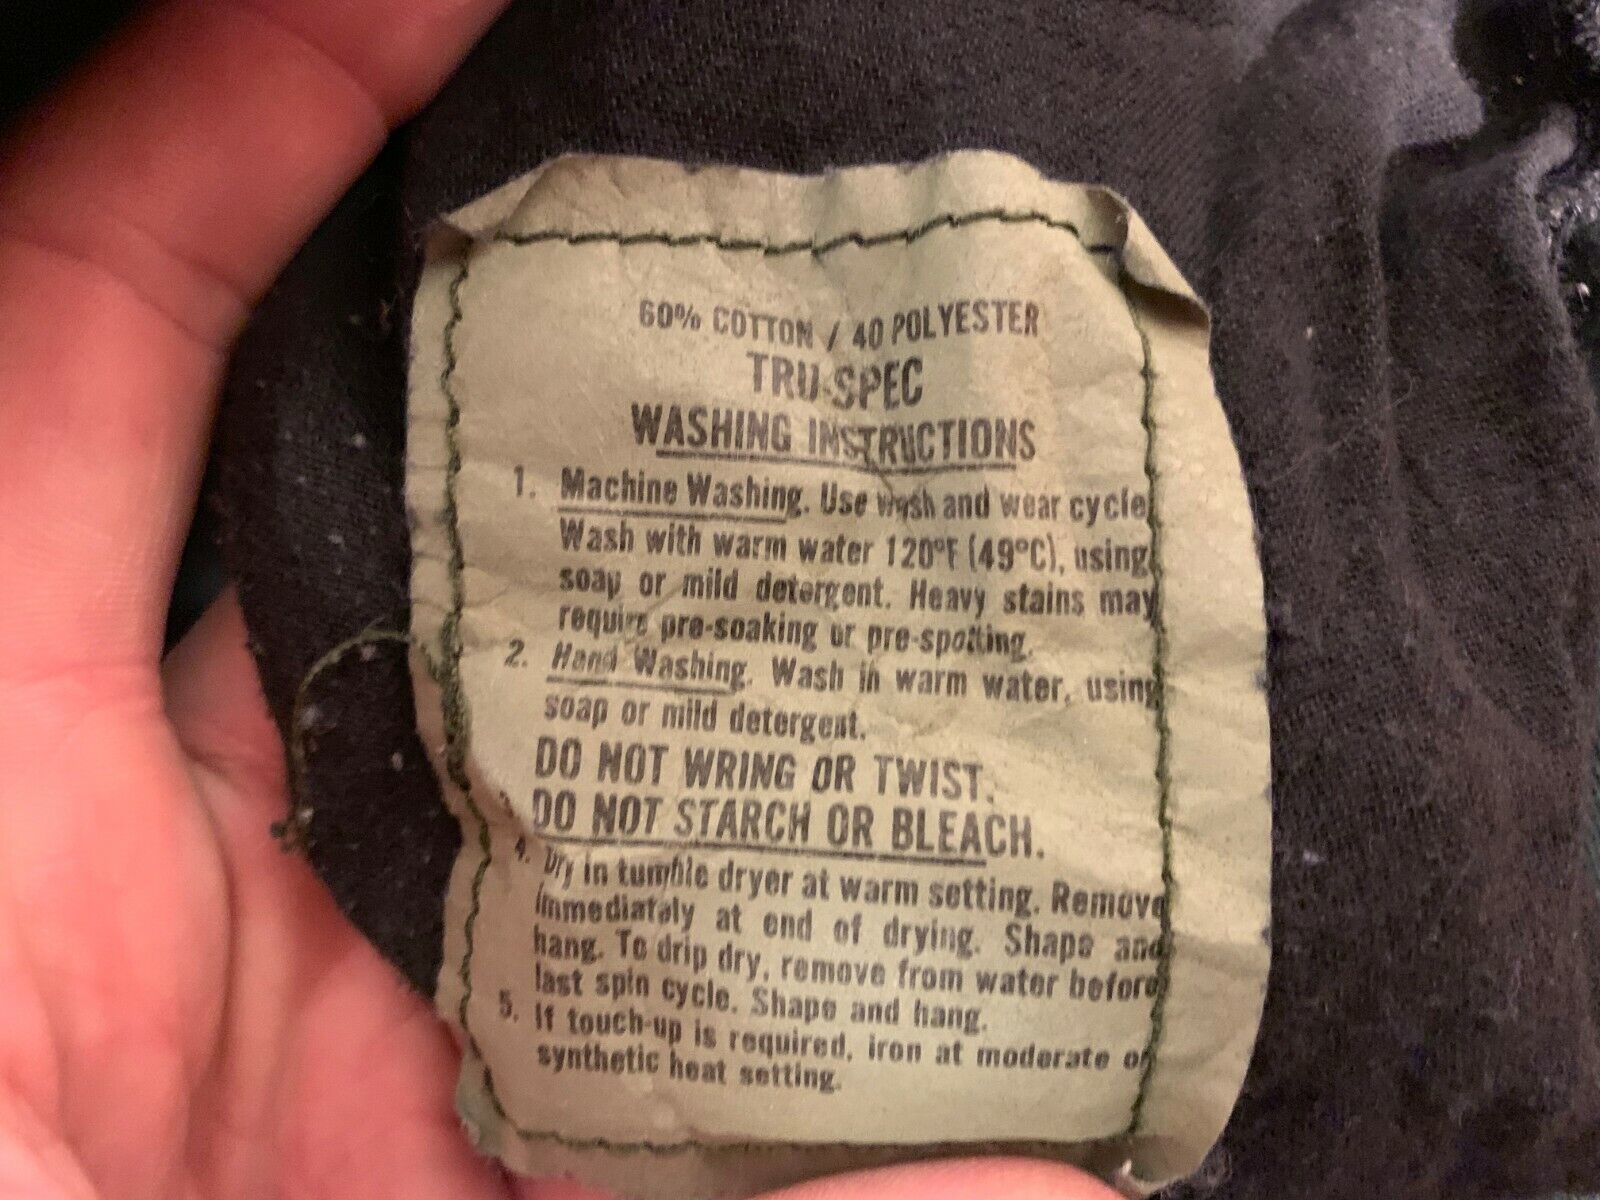 60% COTTON / 40 POLYESTER
TRU-SPEC
WASHING INSTRUCTIONS
1. Machine Washing. Use wash and wear cycle
Wash with warm water 120°F (49°C), using
soap or mild detergent. Heavy stains may
require pre-soaking or pre-spotting.
2. Hand Washing. Wash in warm water, using
soap or mild detergent.
DO NOT WRING OR TWIST.
3. DO NOT STARCH OR BLEACH.
4. Dry in tumble dryer at warm setting. Remove
immediataly at end of drying. Shape and
hang. To drip dry, remove from water before
last spin cycle. Shape and hang.
5. If touch-up is required, iron at moderate or
synthetic heat setting.